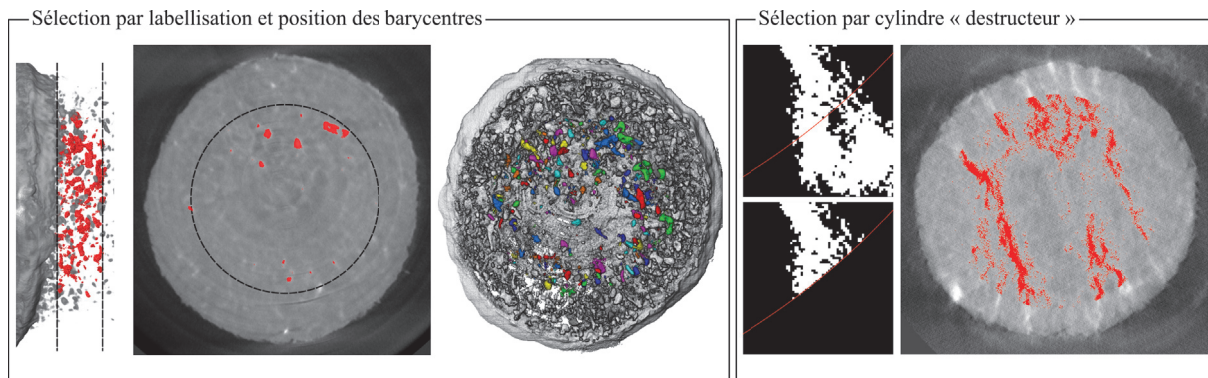 Sélection par labellisation et position des barycentres
Sélection par cylindre « destructeur »